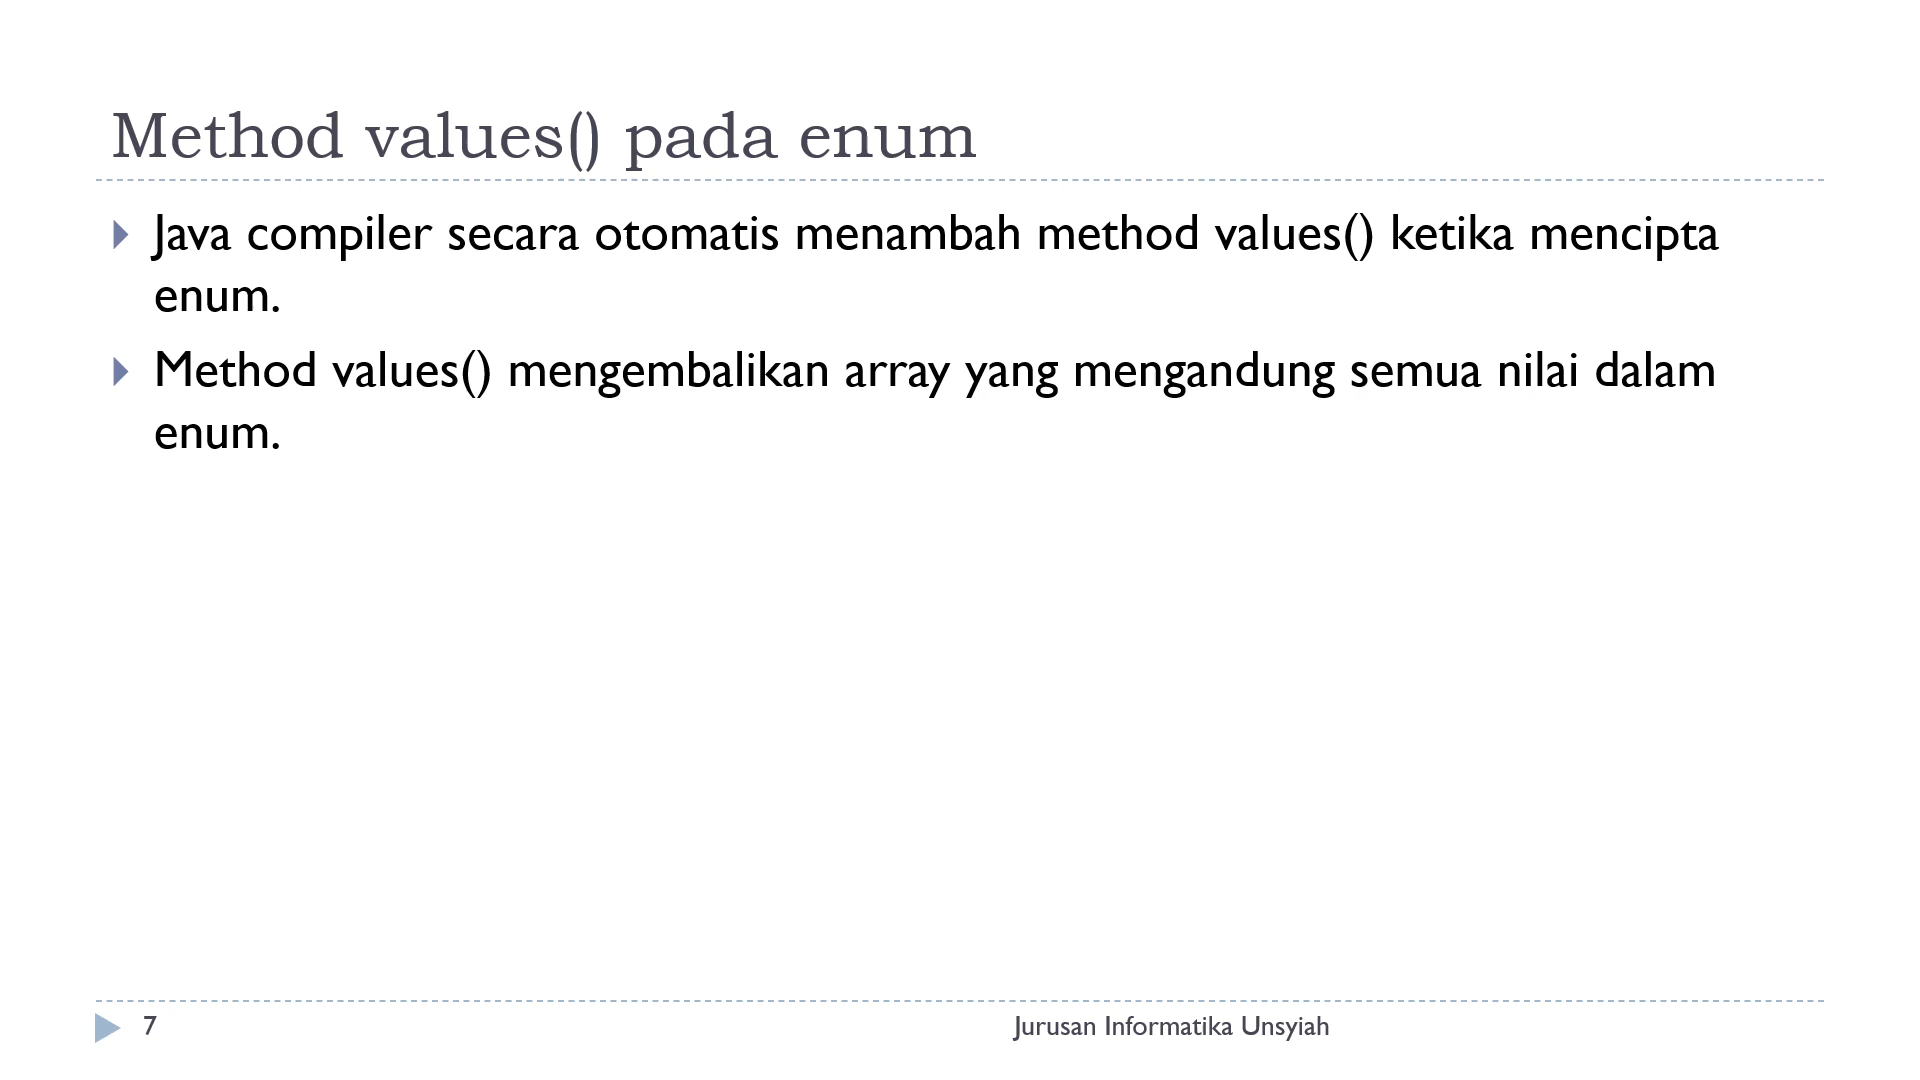 Method values() pada enum
Java compiler secara otomatis menambah method values() ketika mencipta
enum.
Method values() mengembalikan array yang mengandung semua nilai dalam
enum.
7
Jurusan Informatika Unsyiah